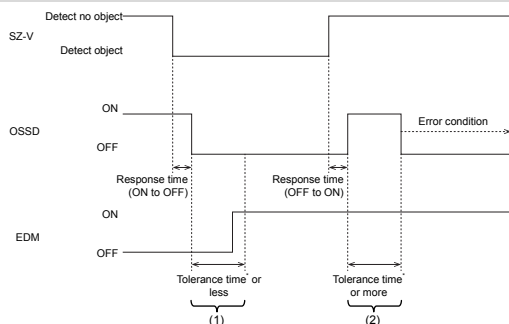 Detect no object
SZ-V
Detect object
ON
OSSD
Error condition
OFF
Response time
(ON to OFF)
Response time
(OFF to ON)
ON
EDM
OFF
Tolerance time* or
less
Tolerance time*
or more
(1)
(2)